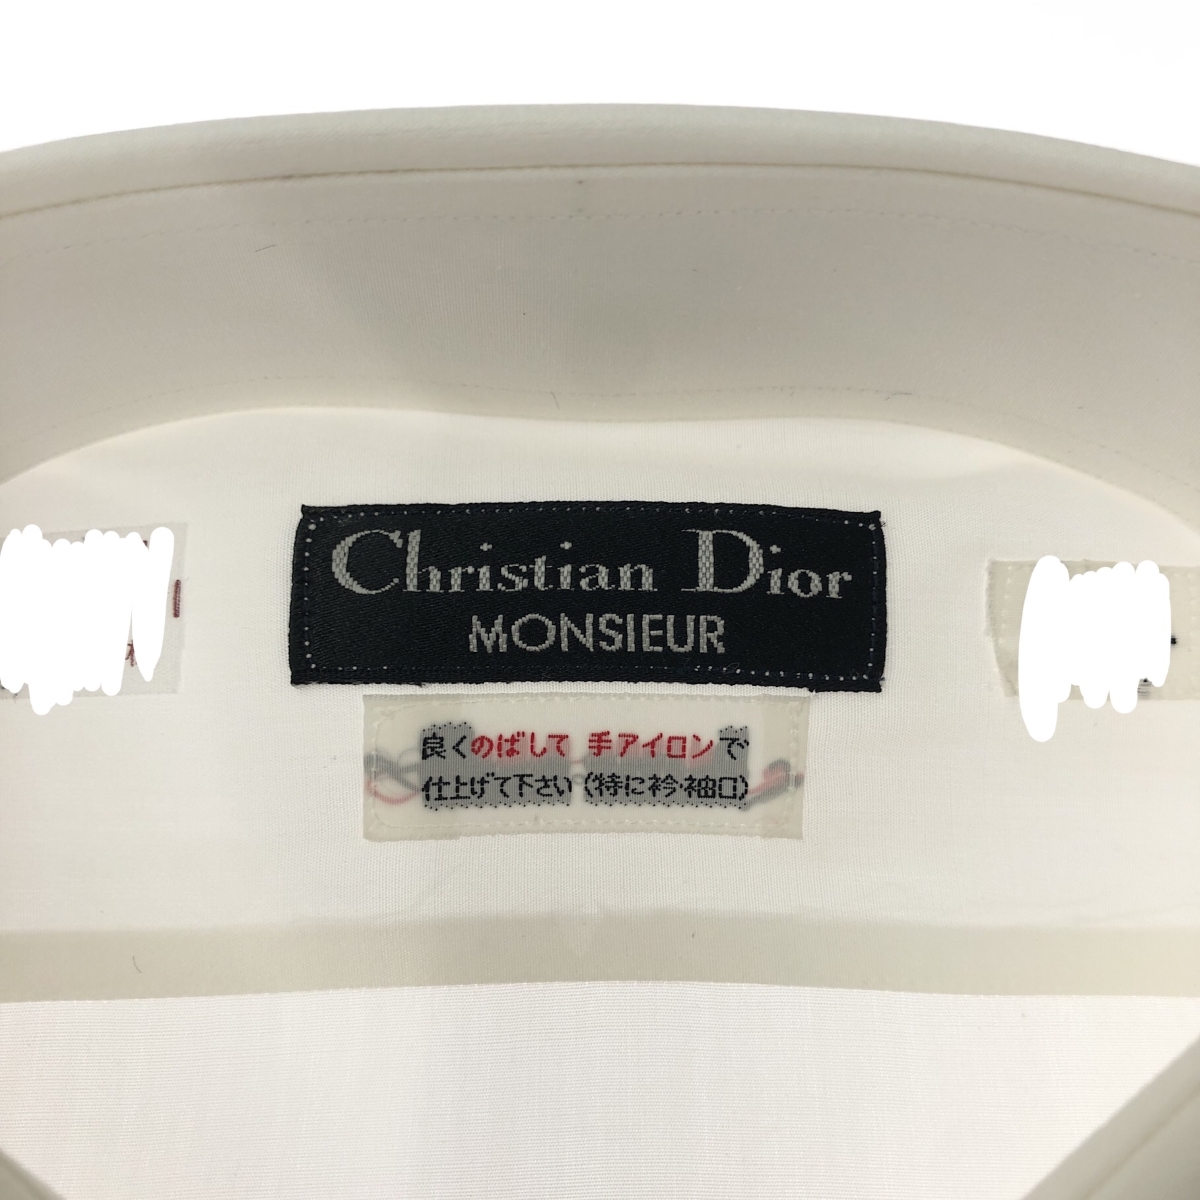 Christian Dior
MONSIEUR
良くのばして 手アイロンで
仕上げて下さい（特に衿・袖口）